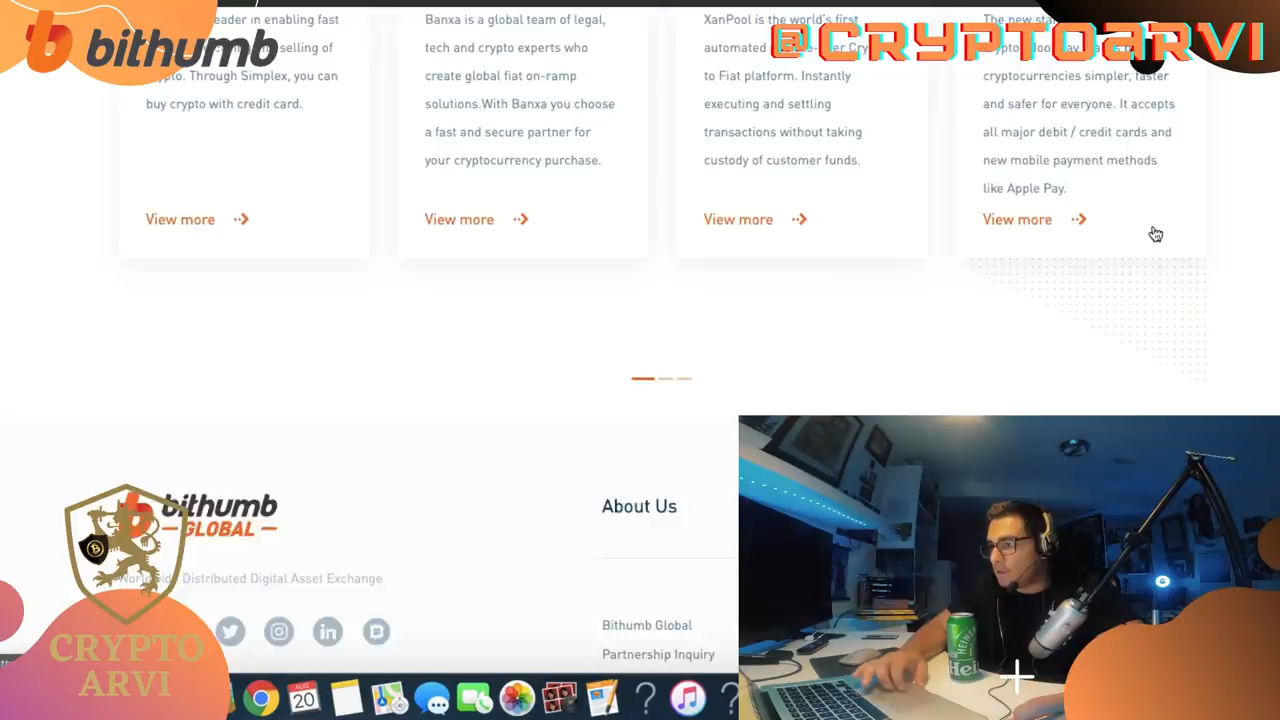 bithumb
@CRYPTOARVI
eader in enabling fast
selling of
Through Simplex, you can
buy crypto with credit card.
View more
Banxa is a global team of legal,
tech and crypto experts who
create global fiat on-ramp
solutions.With Banxa you choose
a fast and secure partner for
your cryptocurrency purchase.
View more
XanPool is the world's first
automated
to Fiat platform. Instantly
executing and settling
transactions without taking
custody of customer funds.
View more
The new
cryptocurrencies simpler, faster
and safer for everyone. It accepts
all major debit / credit cards and
new mobile payment methods
like Apple Pay.
View more
bithumb
GLOBAL
Distributed Digital Asset Exchange
About Us
Bithumb Global
Partnership Inquiry
CRYPTO
ARVI
AUG
20
HEINE
Hei